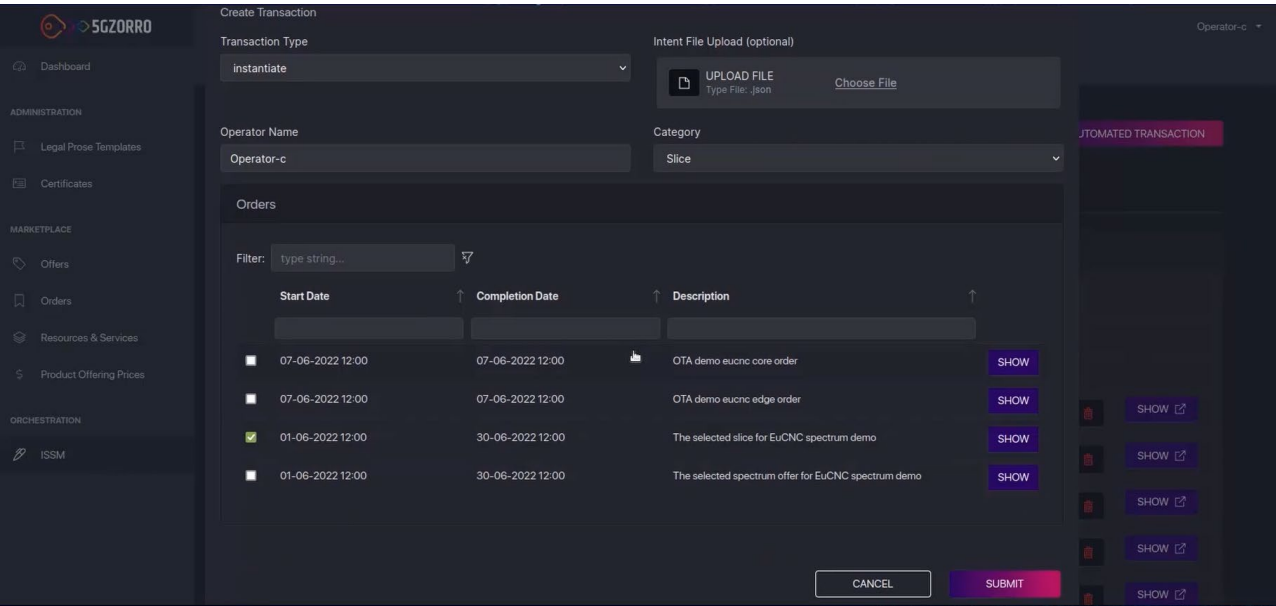 5GZORRO
Operator-c
Dashboard
ADMINISTRATION
Legal Prose Templates
Certificates
MARKETPLACE
Offers
Orders
Resources & Services
Product Offering Prices
ORCHESTRATION
ISSM
Create Transaction
Transaction Type
Intent File Upload (optional)
instantiate
UPLOAD FILE
Type File: .json
Choose File
Operator Name
Category
UTOMATED TRANSACTION
Operator-c
Slice
Orders
Filter:
type string...
Start Date
Completion Date
Description
07-06-2022 12:00 07-06-2022 12:00 OTA demo eucnc core order SHOW
07-06-2022 12:00 07-06-2022 12:00 OTA demo eucnc edge order SHOW
01-06-2022 12:00 30-06-2022 12:00 The selected slice for EuCNC spectrum demo SHOW
01-06-2022 12:00 30-06-2022 12:00 The selected spectrum offer for EuCNC spectrum demo SHOW
SHOW
SHOW
SHOW
SHOW
SHOW
CANCEL
SUBMIT